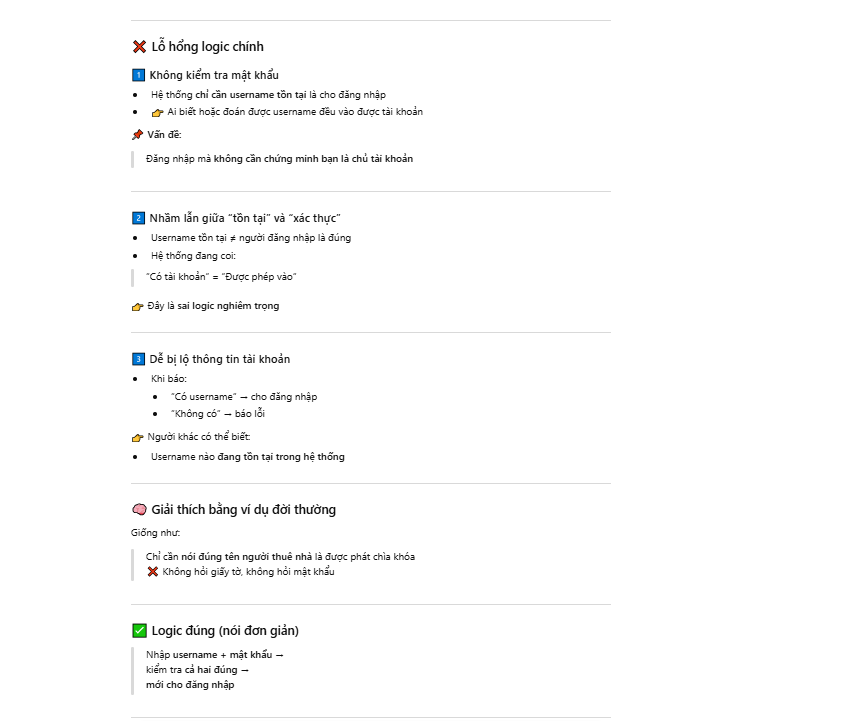 ❌ Lỗ hổng logic chính
1️⃣ Không kiểm tra mật khẩu
• Hệ thống chỉ cần username tồn tại là cho đăng nhập
• 👉 Ai biết hoặc đoán được username đều vào được tài khoản
📌 Vấn đề:
Đăng nhập mà không cần chứng minh bạn là chủ tài khoản
2️⃣ Nhầm lẫn giữa “tồn tại” và “xác thực”
• Username tồn tại ≠ người đăng nhập là đúng
• Hệ thống đang coi:
“Có tài khoản” = “Được phép vào”
👉 Đây là sai logic nghiêm trọng
3️⃣ Dễ bị lộ thông tin tài khoản
• Khi báo:
• “Có username” → cho đăng nhập
• “Không có” → báo lỗi
👉 Người khác có thể biết:
• Username nào đang tồn tại trong hệ thống
🧠 Giải thích bằng ví dụ đời thường
Giống như:
Chỉ cần nói đúng tên người thuê nhà là được phát chìa khóa
❌ Không hỏi giấy tờ, không hỏi mật khẩu
✅ Logic đúng (nói đơn giản)
Nhập username + mật khẩu →
kiểm tra cả hai đúng →
mới cho đăng nhập